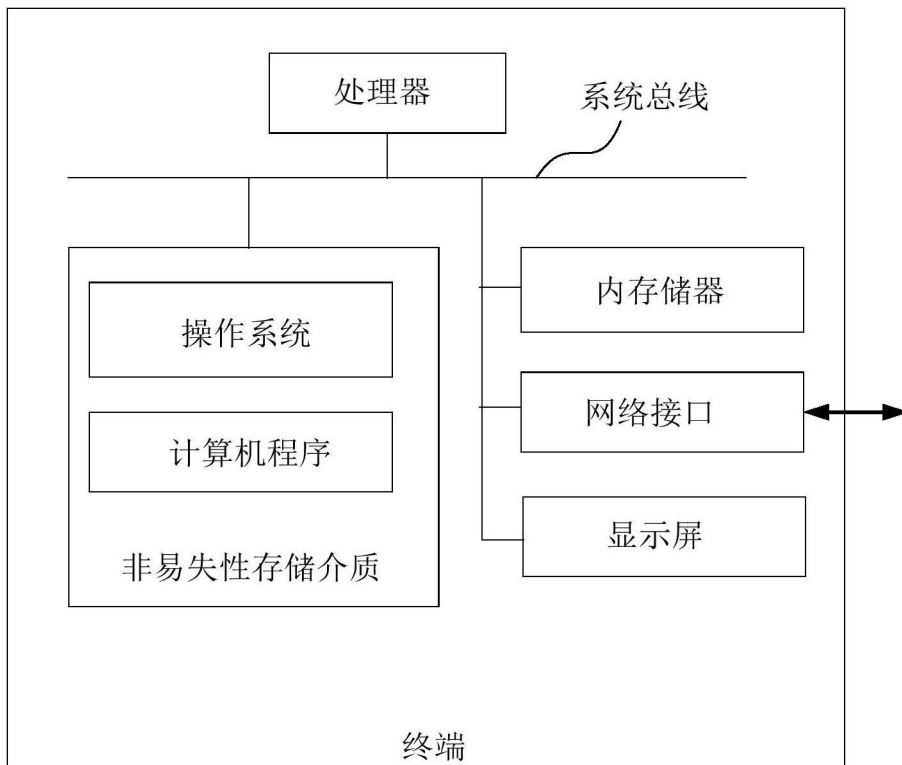 处理器
系统总线
操作系统
内存储器
计算机程序
网络接口
非易失性存储介质
显示屏
终端